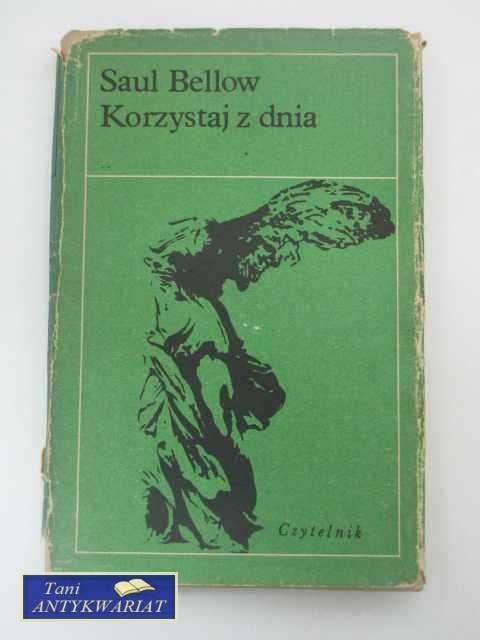 Saul Bellow
Korzystaj z dnia
Czytelnik
Tani
ANTYKWARIAT